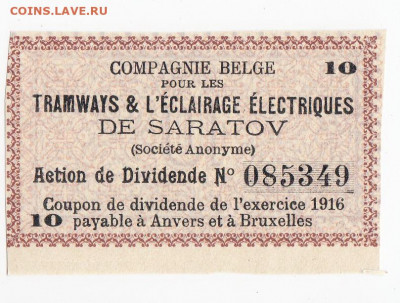 COINS.LAVE.RU
COMPAGNIE BELGE 10
POUR LES
TRAMWAYS & L'ÉCLAIRAGE ÉLECTRIQUES
DE SARATOV
(Société Anonyme)
Action de Dividende № 085349
Coupon de dividende de l'exercice 1916
10 payable à Anvers et à Bruxelles